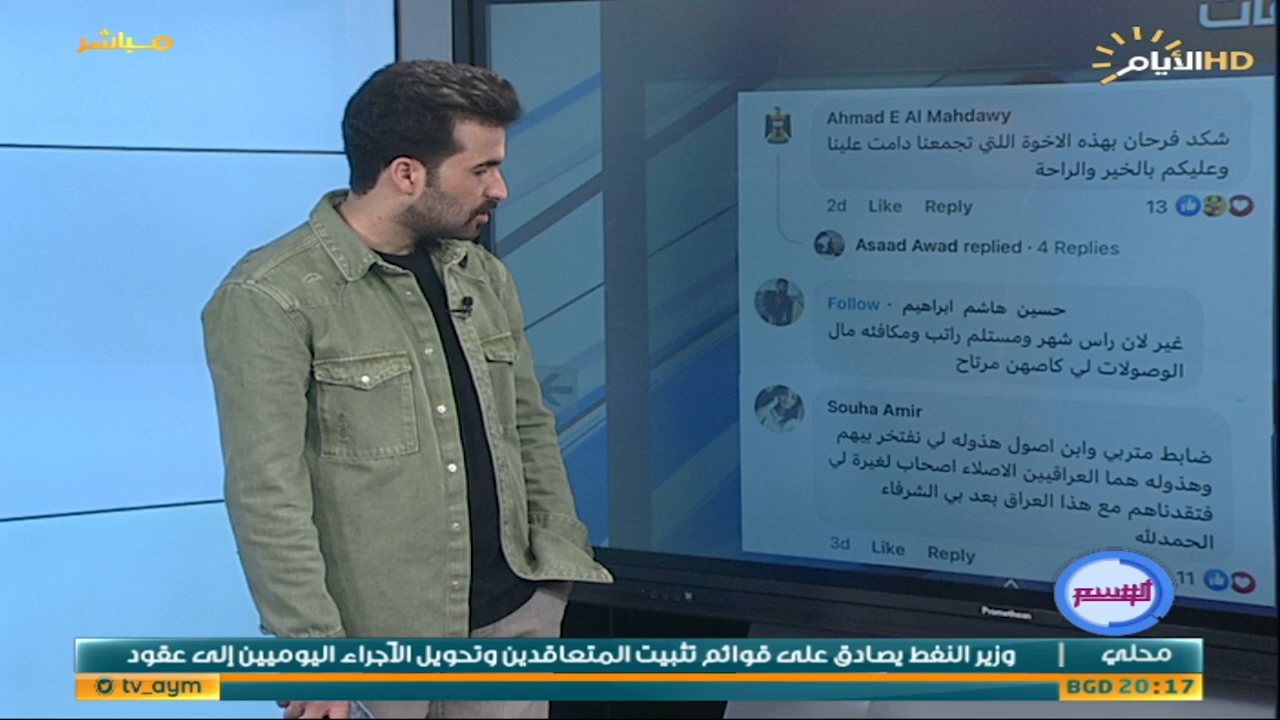 مباشر
الأيام HD
Ahmad E Al Mahdawy
شكد فرحان بهذه الاخوة اللتي تجمعنا دامت علينا
وعليكم بالخير والراحة
2d Like Reply 13
Asaad Awad replied · 4 Replies
حسين هاشم ابراهيم · Follow
غير لان راس شهر ومستلم راتب ومكافئه مال
الوصولات لي كاصهن مرتاح
Souha Amir
ضابط متربي وابن اصول هذوله لي نفتخر بيهم
وهذوله هما العراقيين الاصلاء اصحاب لغيرة لي
فتقدناهم مع هذا العراق بعد بي الشرفاء
الحمدلله
3d Like Reply 11
Promethean
محلي | وزير النفط يصادق على قوائم تثبيت المتعاقدين وتحويل الأجراء اليوميين إلى عقود
tv_aym
BGD 20:17